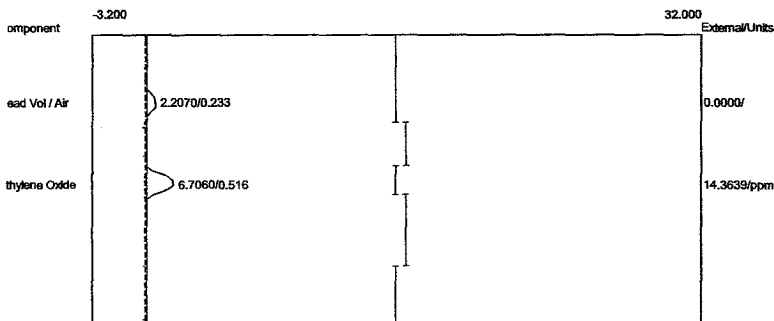 -3.200 32.000
omponent External/Units
ead Vol / Air 2.2070/0.233 0.0000/
thylene Oxide 6.7060/0.516 14.3639/ppm